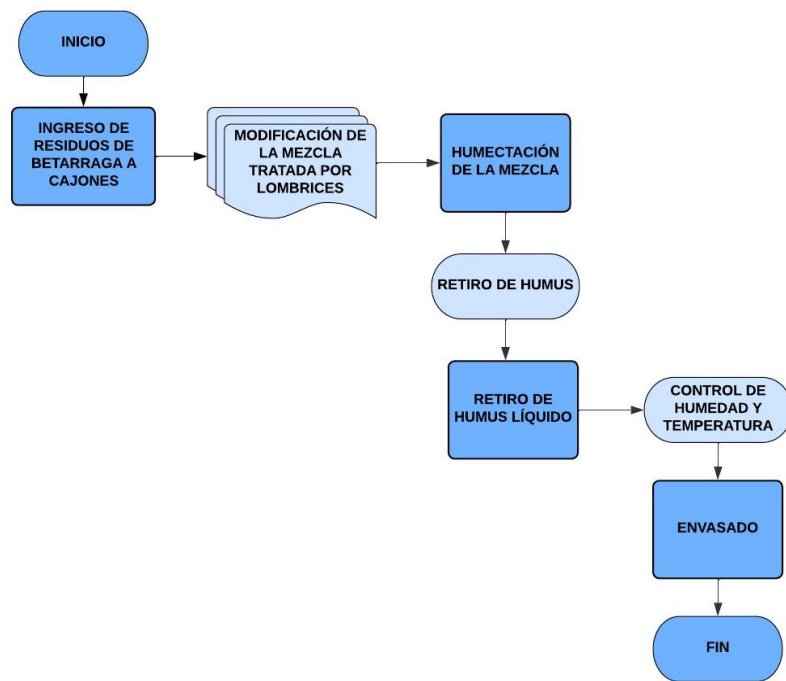 INICIO
INGRESO DE
RESIDUOS DE
BETARRAGA A
CAJONES
MODIFICACIÓN DE
LA MEZCLA
TRATADA POR
LOMBRICES
HUMECTACIÓN
DE LA MEZCLA
RETIRO DE HUMUS
RETIRO DE
HUMUS LÍQUIDO
CONTROL DE
HUMEDAD Y
TEMPERATURA
ENVASADO
FIN